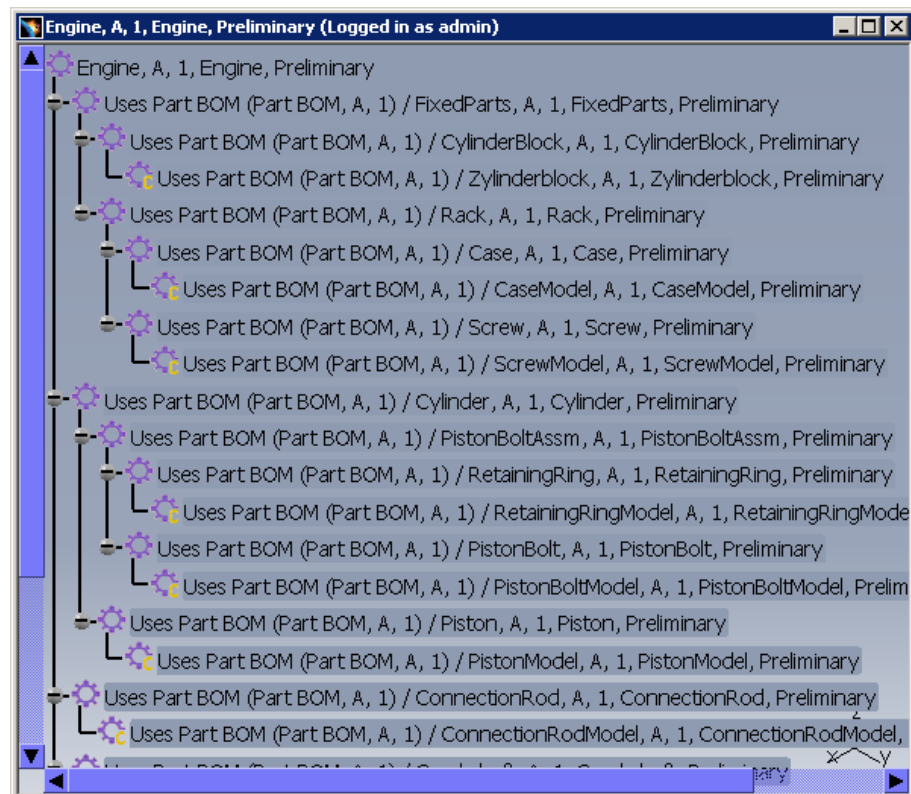 Engine, A, 1, Engine, Preliminary (Logged in as admin)
Engine, A, 1, Engine, Preliminary
Uses Part BOM (Part BOM, A, 1) / FixedParts, A, 1, FixedParts, Preliminary
Uses Part BOM (Part BOM, A, 1) / CylinderBlock, A, 1, CylinderBlock, Preliminary
Uses Part BOM (Part BOM, A, 1) / Zylinderblock, A, 1, Zylinderblock, Preliminary
Uses Part BOM (Part BOM, A, 1) / Rack, A, 1, Rack, Preliminary
Uses Part BOM (Part BOM, A, 1) / Case, A, 1, Case, Preliminary
Uses Part BOM (Part BOM, A, 1) / CaseModel, A, 1, CaseModel, Preliminary
Uses Part BOM (Part BOM, A, 1) / Screw, A, 1, Screw, Preliminary
Uses Part BOM (Part BOM, A, 1) / ScrewModel, A, 1, ScrewModel, Preliminary
Uses Part BOM (Part BOM, A, 1) / Cylinder, A, 1, Cylinder, Preliminary
Uses Part BOM (Part BOM, A, 1) / PistonBoltAssm, A, 1, PistonBoltAssm, Preliminary
Uses Part BOM (Part BOM, A, 1) / RetainingRing, A, 1, RetainingRing, Preliminary
Uses Part BOM (Part BOM, A, 1) / RetainingRingModel, A, 1, RetainingRingMode
Uses Part BOM (Part BOM, A, 1) / PistonBolt, A, 1, PistonBolt, Preliminary
Uses Part BOM (Part BOM, A, 1) / PistonBoltModel, A, 1, PistonBoltModel, Prelim
Uses Part BOM (Part BOM, A, 1) / Piston, A, 1, Piston, Preliminary
Uses Part BOM (Part BOM, A, 1) / PistonModel, A, 1, PistonModel, Preliminary
Uses Part BOM (Part BOM, A, 1) / ConnectionRod, A, 1, ConnectionRod, Preliminary
Uses Part BOM (Part BOM, A, 1) / ConnectionRodModel, A, 1, ConnectionRodModel,
x y